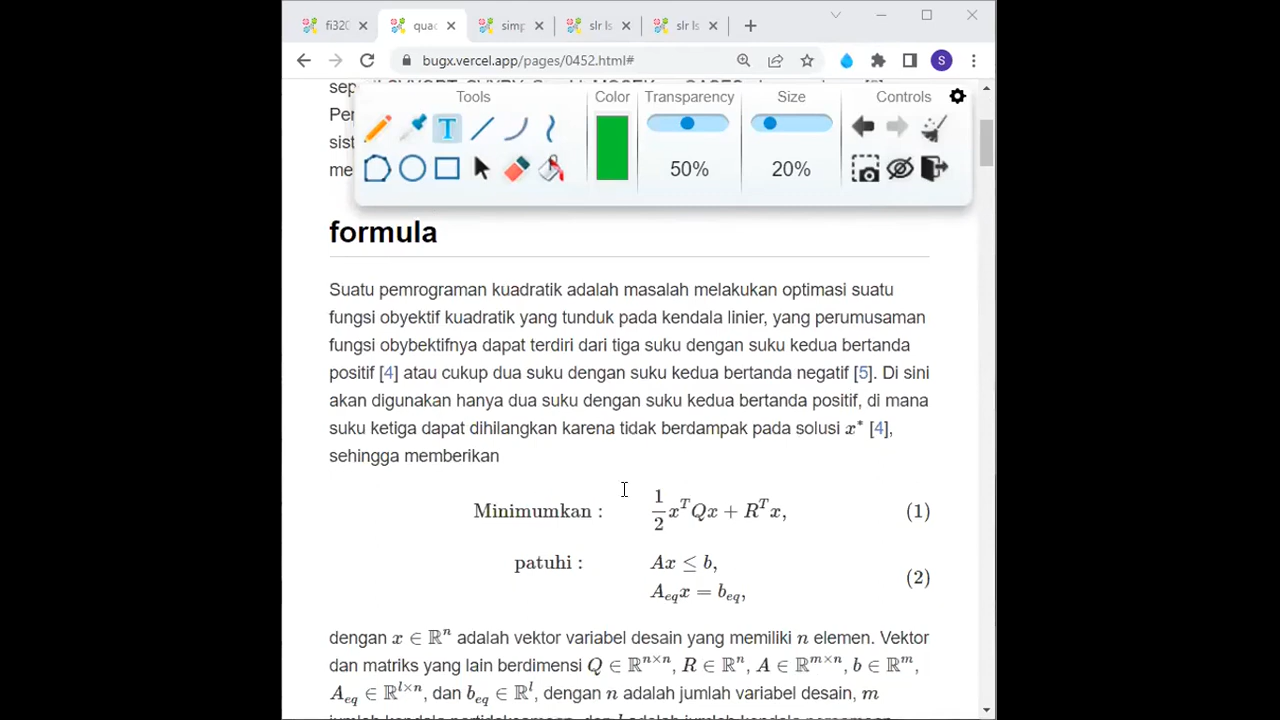 fi320
quac
simp
slr ls
slr ls
bugx.vercel.app/pages/0452.html#
S
Tools
Color
Transparency
Size
Controls
T
50%
20%
sep
Per
sist
me
formula
Suatu pemrograman kuadratik adalah masalah melakukan optimasi suatu
fungsi obyektif kuadratik yang tunduk pada kendala linier, yang perumusaman
fungsi obybektifnya dapat terdiri dari tiga suku dengan suku kedua bertanda
positif [4] atau cukup dua suku dengan suku kedua bertanda negatif [5]. Di sini
akan digunakan hanya dua suku dengan suku kedua bertanda positif, di mana
suku ketiga dapat dihilangkan karena tidak berdampak pada solusi x* [4],
sehingga memberikan
Minimumkan : 1/2 x^T Qx + R^T x, (1)
patuhi : Ax ≤ b,
A_eq x = b_eq, (2)
dengan x ∈ ℝ^n adalah vektor variabel desain yang memiliki n elemen. Vektor
dan matriks yang lain berdimensi Q ∈ ℝ^{n×n}, R ∈ ℝ^n, A ∈ ℝ^{m×n}, b ∈ ℝ^m,
A_eq ∈ ℝ^{l×n}, dan b_eq ∈ ℝ^l, dengan n adalah jumlah variabel desain, m